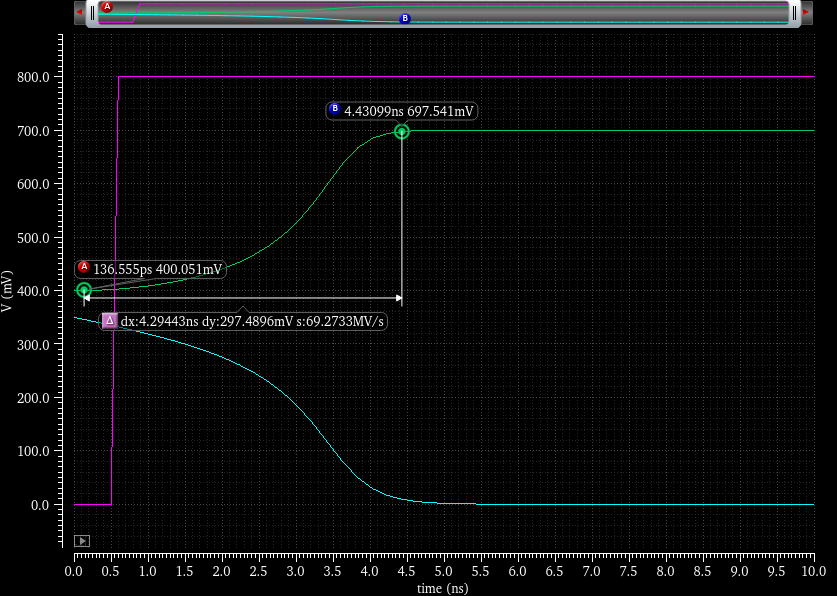 A
B
800.0
B 4.43099ns 697.541mV
700.0
600.0
500.0
A 136.555ps 400.051mV
400.0
V (mV)
Δ dx:4.29443ns dy:297.4896mV s:69.2733MV/s
300.0
200.0
100.0
0.0
0.0 0.5 1.0 1.5 2.0 2.5 3.0 3.5 4.0 4.5 5.0 5.5 6.0 6.5 7.0 7.5 8.0 8.5 9.0 9.5 10.0
time (ns)